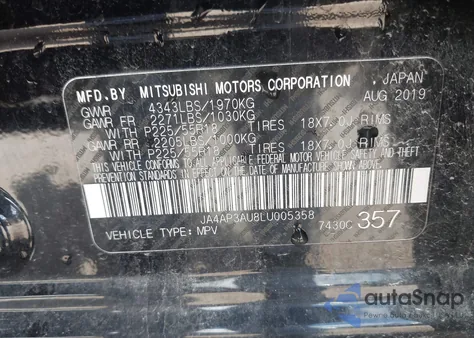 MFD.BY MITSUBISHI MOTORS CORPORATION , JAPAN
GVWR 4343LBS/1970KG AUG 2019
GAWR FR 2271LBS/1030KG
WITH P225/55R18 TIRES 18X7.0J RIMS
GAWR RR 2205LBS/1000KG
WITH P225/55R18 TIRES 18X7.0J RIMS
THIS VEHICLE CONFORMS TO ALL APPLICABLE
FEDERAL MOTOR VEHICLE SAFETY AND
STANDARDS IN EFFECT ON THE DATE OF
MANUFACTURE SHOWN ABOVE.
JA4AP3AU8LU005358
VEHICLE TYPE: MPV 7430C 357
autoSnap